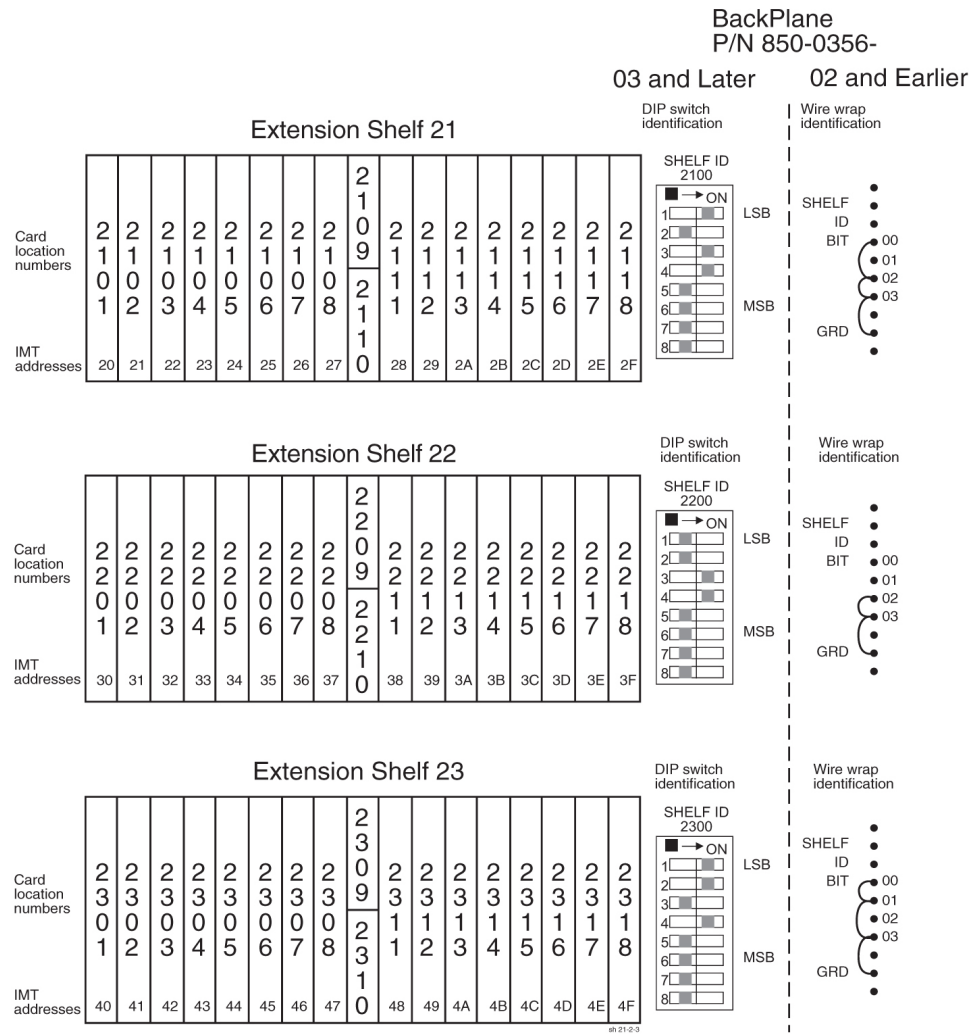 BackPlane
P/N 850-0356-
03 and Later
02 and Earlier
DIP switch
identification
Wire wrap
identification
Extension Shelf 21
SHELF ID
2100
ON
1
2
3
4
5
6
7
8
LSB
MSB
SHELF
ID
BIT
00
01
02
03
GRD
Card
location
numbers
2101 2102 2103 2104 2105 2106 2107 2108 2109 2110 2111 2112 2113 2114 2115 2116 2117 2118
IMT
addresses
20 21 22 23 24 25 26 27 28 29 2A 2B 2C 2D 2E 2F
Extension Shelf 22
DIP switch
identification
Wire wrap
identification
SHELF ID
2200
ON
1
2
3
4
5
6
7
8
LSB
MSB
SHELF
ID
BIT
00
01
02
03
GRD
Card
location
numbers
2201 2202 2203 2204 2205 2206 2207 2208 2209 2210 2211 2212 2213 2214 2215 2216 2217 2218
IMT
addresses
30 31 32 33 34 35 36 37 38 39 3A 3B 3C 3D 3E 3F
Extension Shelf 23
DIP switch
identification
Wire wrap
identification
SHELF ID
2300
ON
1
2
3
4
5
6
7
8
LSB
MSB
SHELF
ID
BIT
00
01
02
03
GRD
Card
location
numbers
2301 2302 2303 2304 2305 2306 2307 2308 2309 2310 2311 2312 2313 2314 2315 2316 2317 2318
IMT
addresses
40 41 42 43 44 45 46 47 48 49 4A 4B 4C 4D 4E 4F
sh 21-2-3